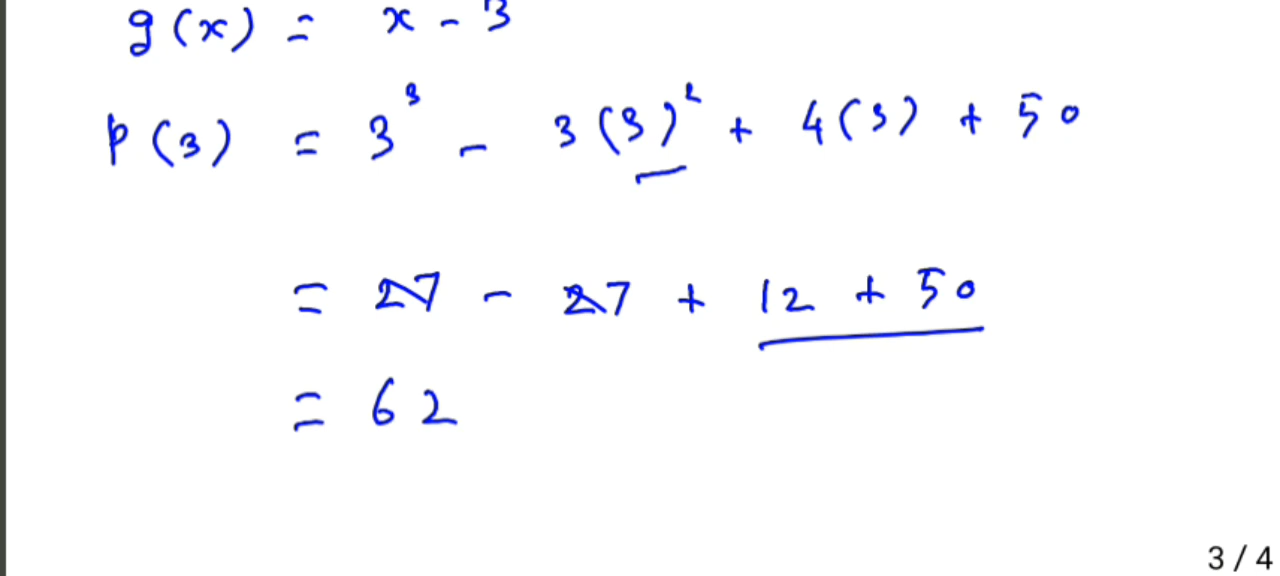 g(x) = x - 3
p(3) = 3³ - 3(3)² + 4(3) + 50
= 27 - 27 + 12 + 50
= 62
3 / 4